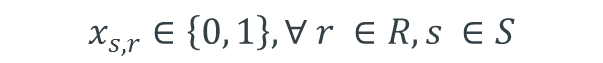 x_{s,r} ∈ {0, 1}, ∀ r ∈ R, s ∈ S